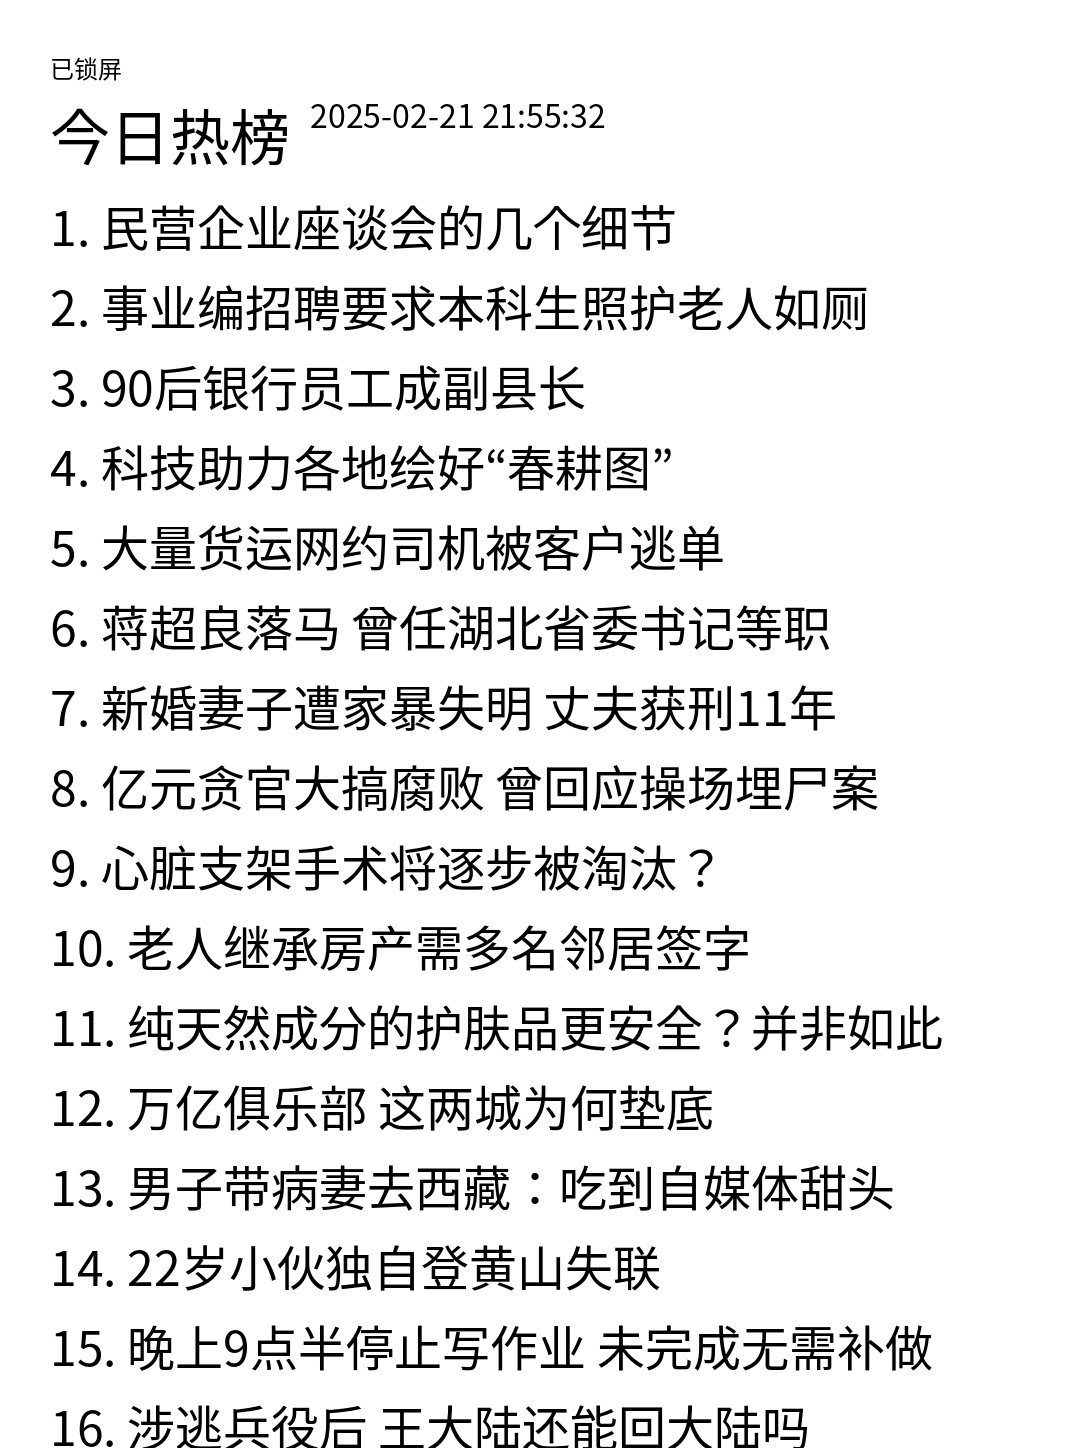 已锁屏
今日热榜 2025-02-21 21:55:32
1. 民营企业座谈会的几个细节
2. 事业编招聘要求本科生照护老人如厕
3. 90后银行员工成副县长
4. 科技助力各地绘好“春耕图”
5. 大量货运网约司机被客户逃单
6. 蒋超良落马 曾任湖北省委书记等职
7. 新婚妻子遭家暴失明 丈夫获刑11年
8. 亿元贪官大搞腐败 曾回应操场埋尸案
9. 心脏支架手术将逐步被淘汰？
10. 老人继承房产需多名邻居签字
11. 纯天然成分的护肤品更安全？并非如此
12. 万亿俱乐部 这两城为何垫底
13. 男子带病妻去西藏：吃到自媒体甜头
14. 22岁小伙独自登黄山失联
15. 晚上9点半停止写作业 未完成无需补做
16. 涉逃兵役后 王大陆还能回大陆吗